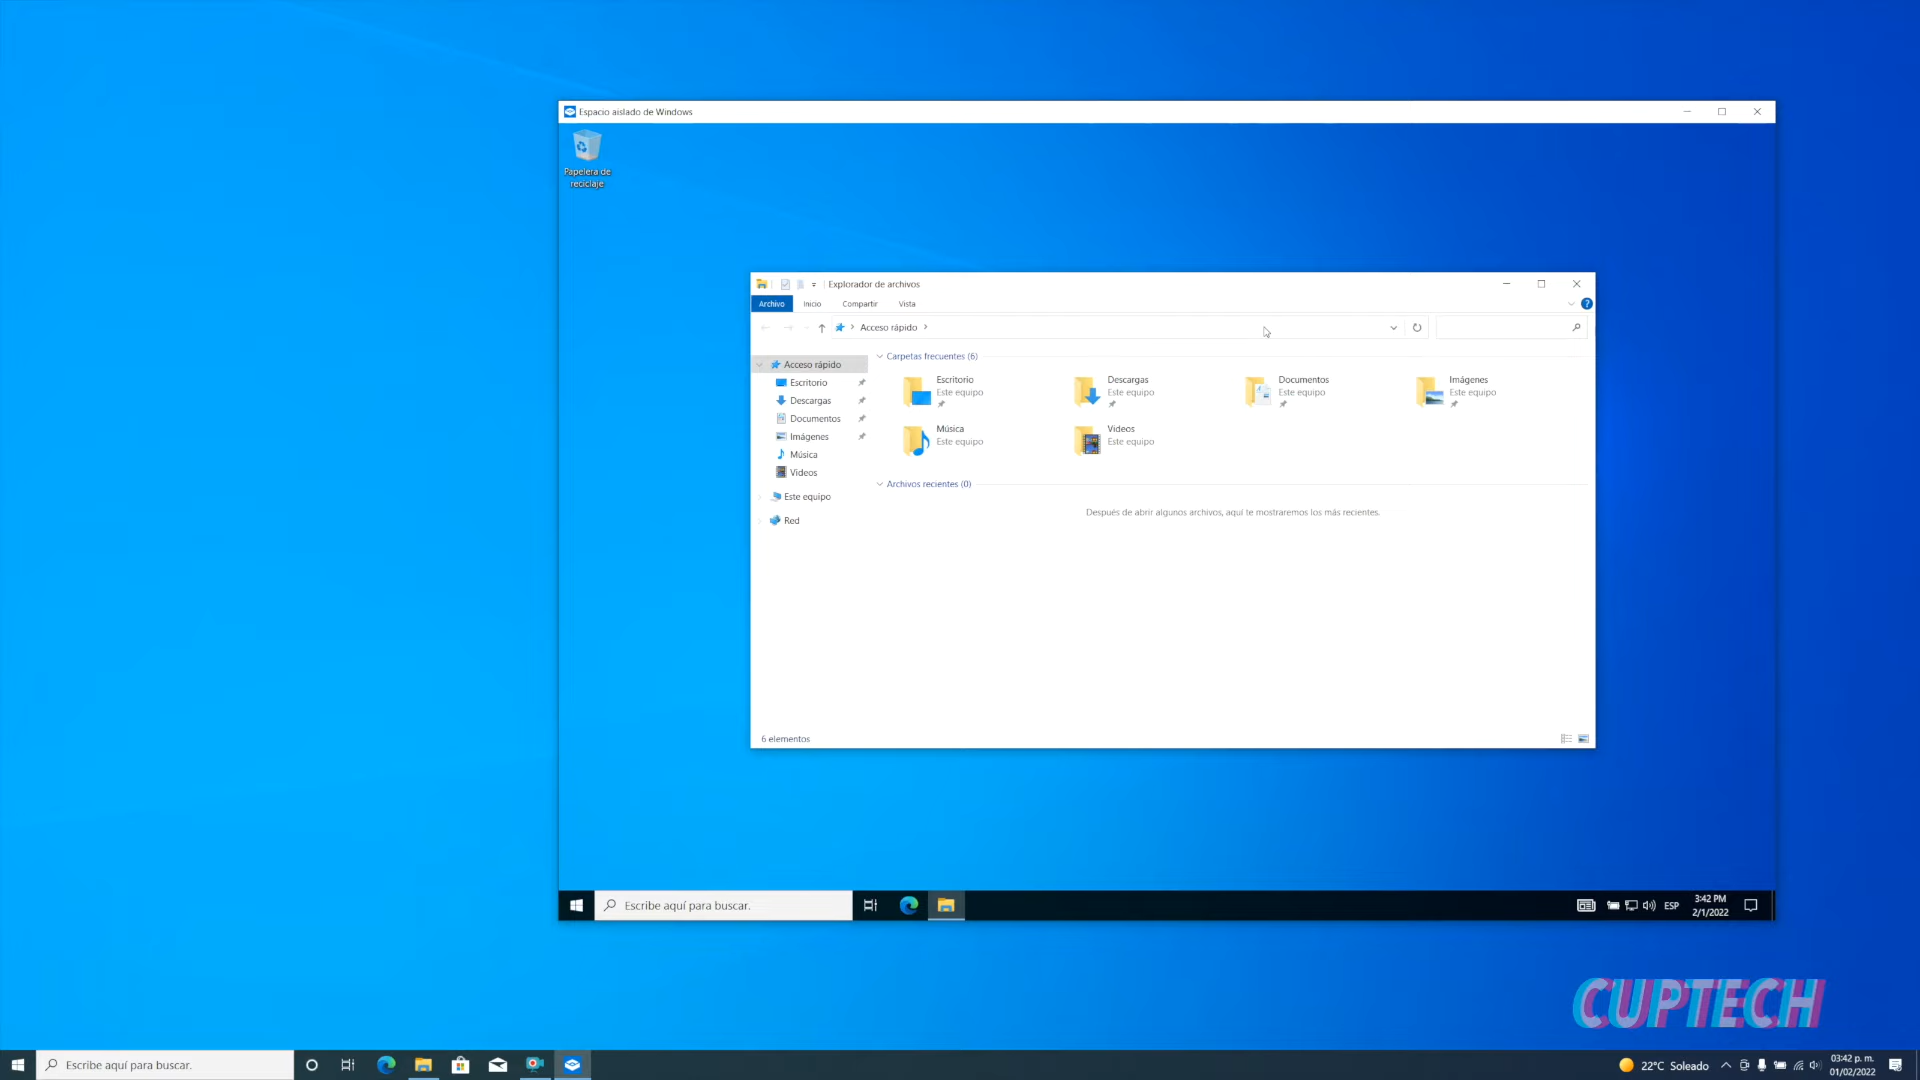 Espacio aislado de Windows
Papelera de
reciclaje
Explorador de archivos
Archivo Inicio Compartir Vista
Acceso rápido
Acceso rápido
Escritorio
Descargas
Documentos
Imágenes
Música
Videos
Este equipo
Red
Carpetas frecuentes (6)
Escritorio
Este equipo
Descargas
Este equipo
Documentos
Este equipo
Imágenes
Este equipo
Música
Este equipo
Videos
Este equipo
Archivos recientes (0)
Después de abrir algunos archivos, aquí te mostraremos los más recientes.
6 elementos
Escribe aquí para buscar.
ESP
3:42 PM
2/1/2022
CUPTECH
Escribe aquí para buscar.
22°C Soleado
03:42 p. m.
01/02/2022